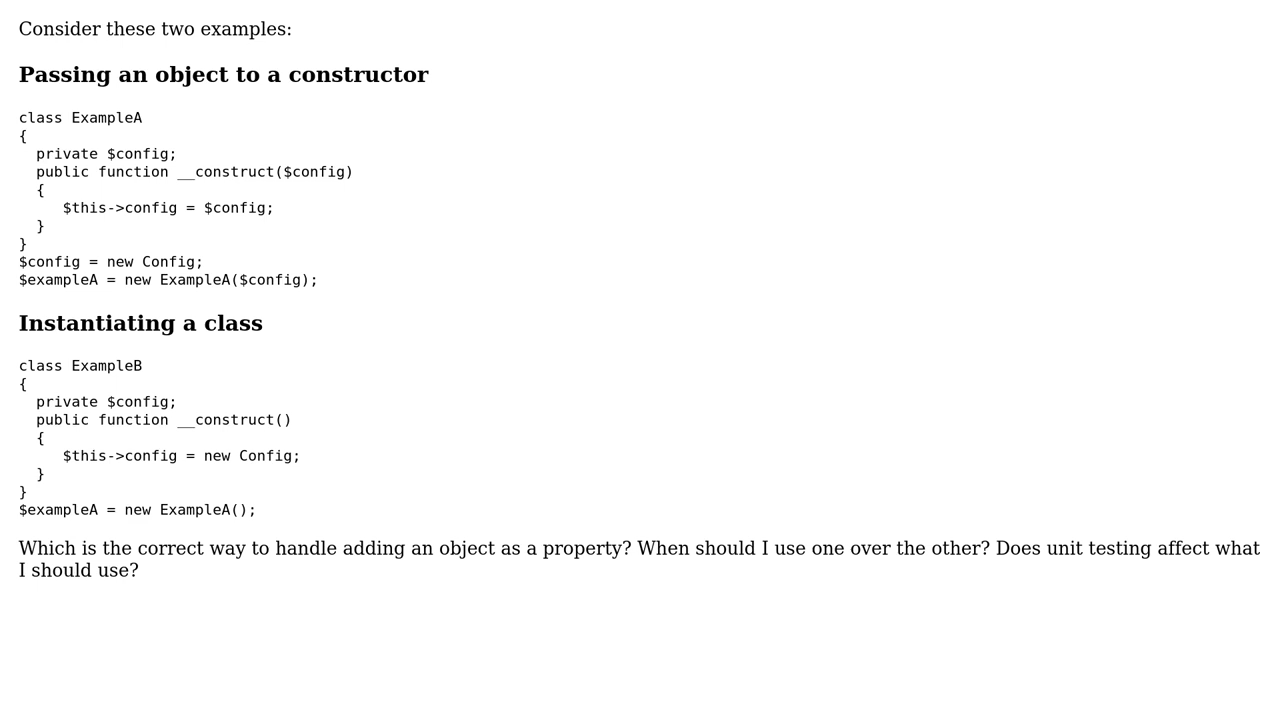 Consider these two examples:
Passing an object to a constructor
class ExampleA
{
  private $config;
  public function __construct($config)
  {
     $this->config = $config;
  }
}
$config = new Config;
$exampleA = new ExampleA($config);
Instantiating a class
class ExampleB
{
  private $config;
  public function __construct()
  {
     $this->config = new Config;
  }
}
$exampleA = new ExampleA();
Which is the correct way to handle adding an object as a property? When should I use one over the other? Does unit testing affect what
I should use?